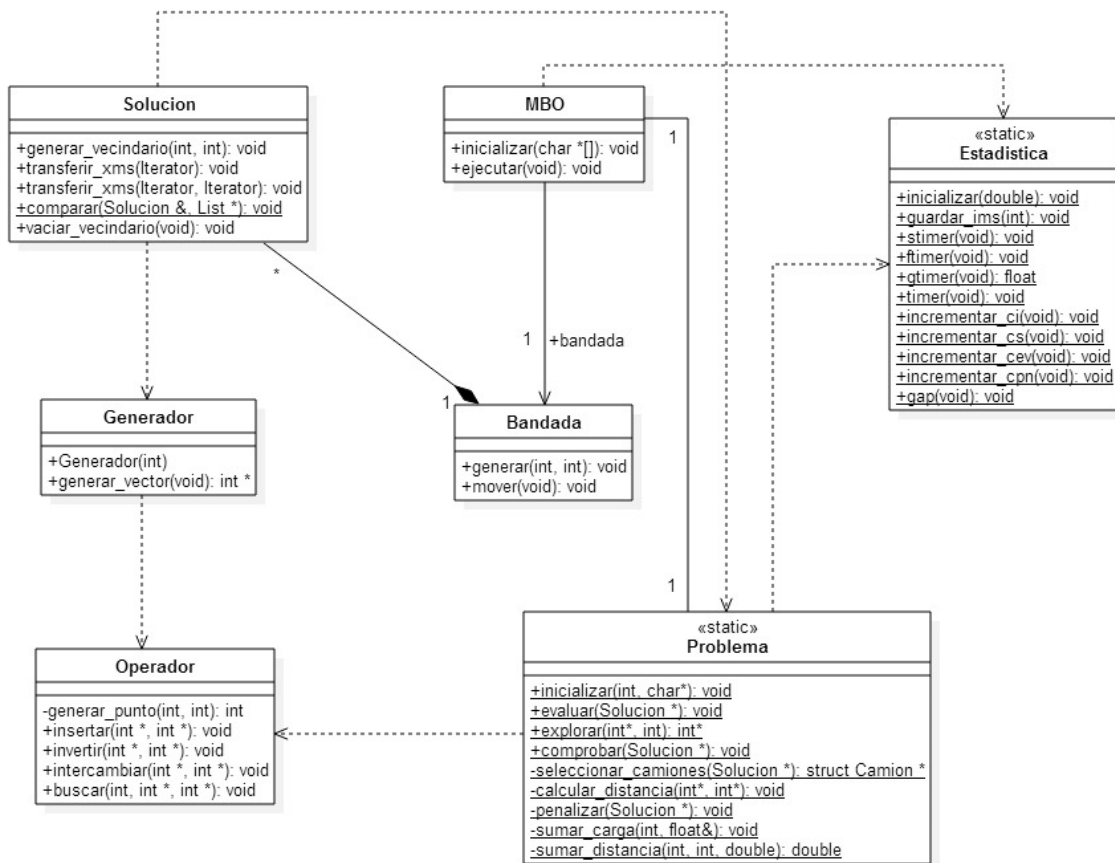 Solucion
+generar_vecindario(int, int): void
+transferir_xms(Iterator): void
+transferir_xms(Iterator, Iterator): void
+comparar(Solucion &, List *): void
+vaciar_vecindario(void): void
MBO
+inicializar(char *[]): void
+ejecutar(void): void
1
«static»
Estadistica
+inicializar(double): void
+guardar_ims(int): void
+stimer(void): void
+ftimer(void): void
+gtimer(void): float
+timer(void): void
+incrementar_ci(void): void
+incrementar_cs(void): void
+incrementar_cev(void): void
+incrementar_cpn(void): void
+gap(void): void
*
1 +bandada
1
Generador
+Generador(int)
+generar_vector(void): int *
Bandada
+generar(int, int): void
+mover(void): void
1
Operador
-generar_punto(int, int): int
+insertar(int *, int *): void
+invertir(int *, int *): void
+intercambiar(int *, int *): void
+buscar(int, int *, int *): void
«static»
Problema
+inicializar(int, char*): void
+evaluar(Solucion *): void
+explorar(int*, int): int*
+comprobar(Solucion *): void
-seleccionar_camiones(Solucion *): struct Camion *
-calcular_distancia(int*, int*): void
-penalizar(Solucion *): void
-sumar_carga(int, float&): void
-sumar_distancia(int, int, double): double